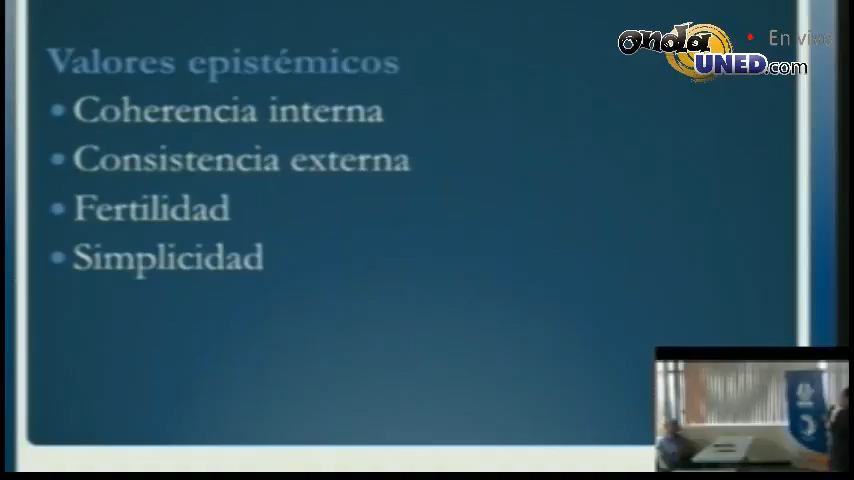 Valores epistémicos
• Coherencia interna
• Consistencia externa
• Fertilidad
• Simplicidad
onda
UNED.com
• En vivo